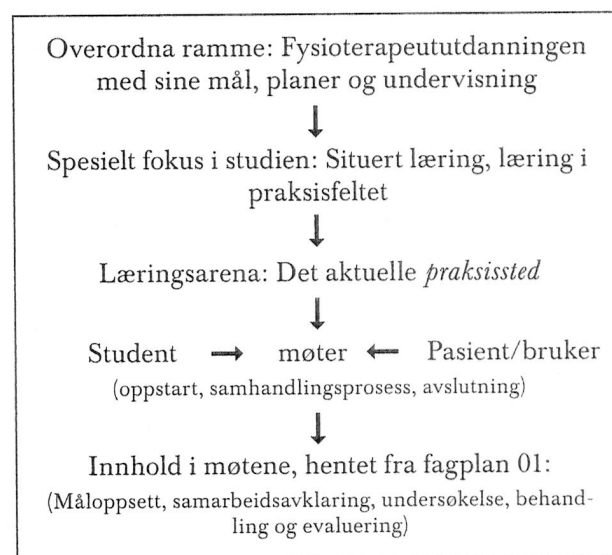 Overordna ramme: Fysioterapeututdanningen
med sine mål, planer og undervisning
↓
Spesielt fokus i studien: Situert læring, læring i
praksisfeltet
↓
Læringsarena: Det aktuelle praksissted
↓
Student → møter ← Pasient/bruker
(oppstart, samhandlingsprosess, avslutning)
↓
Innhold i møtene, hentet fra fagplan 01:
(Måloppsett, samarbeidsavklaring, undersøkelse, behand-
ling og evaluering)